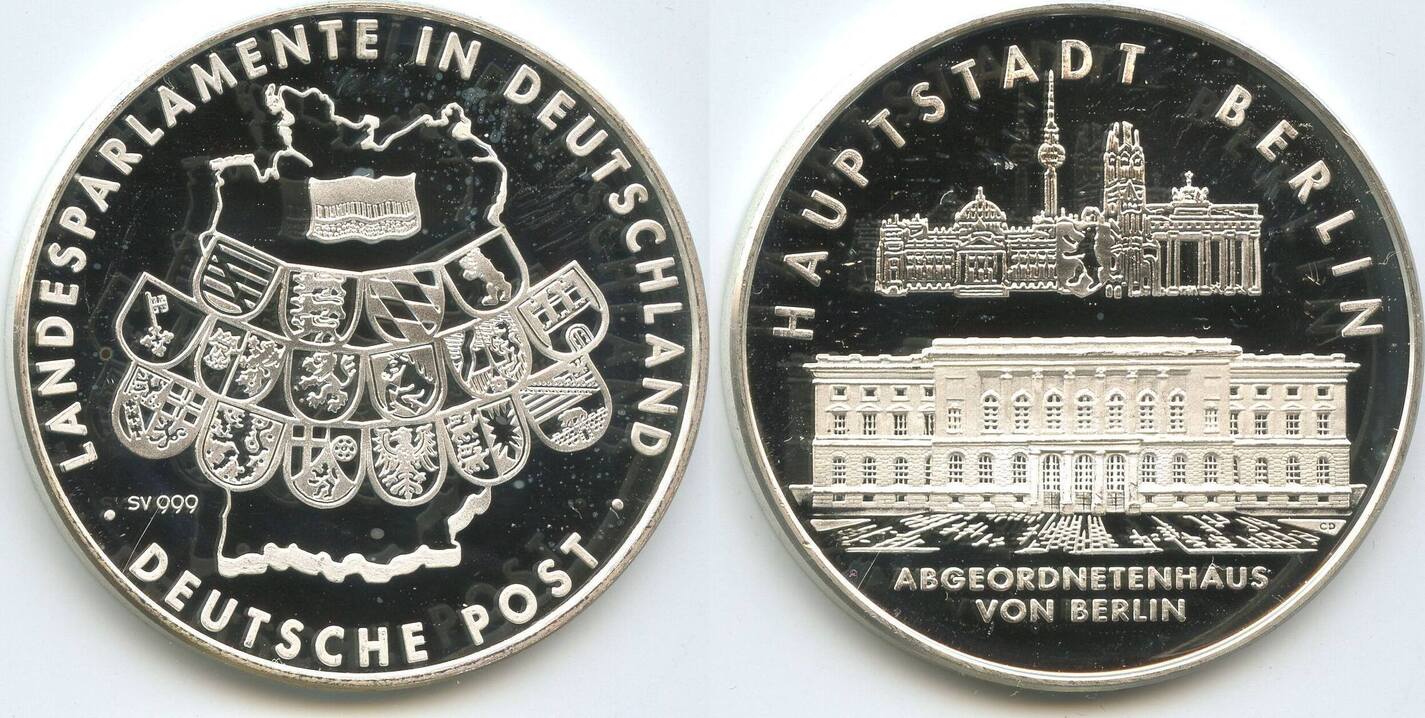 LANDESPARLAMENTE IN DEUTSCHLAND
SV 999
DEUTSCHE POST
HAUPTSTADT BERLIN
CD
ABGEORDNETENHAUS
VON BERLIN